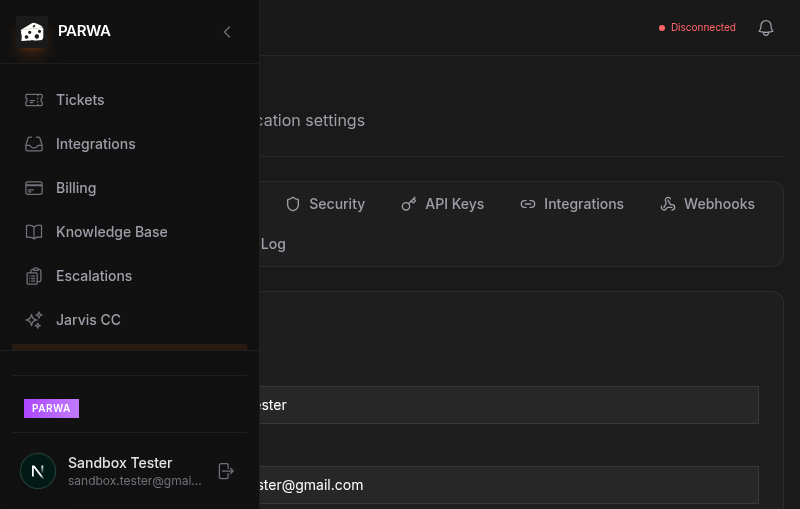 PARWA
Disconnected
Tickets
Integrations
Billing
Knowledge Base
Escalations
Jarvis CC
PARWA
Sandbox Tester
sandbox.tester@gmai...
cation settings
Security
API Keys
Integrations
Webhooks
Log
ester
ster@gmail.com